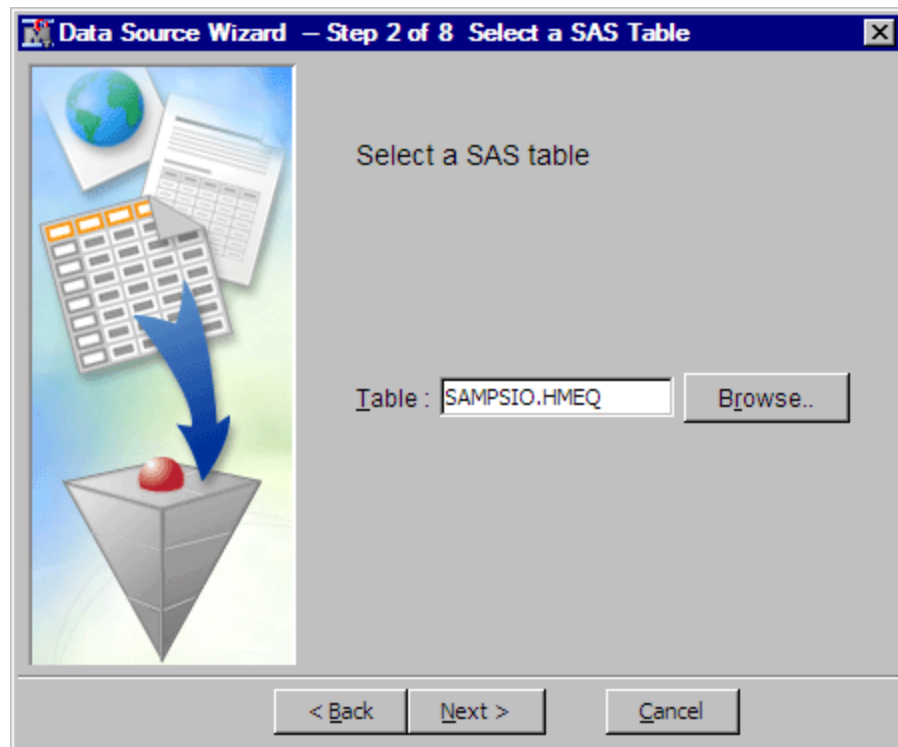 Data Source Wizard – Step 2 of 8 Select a SAS Table
Select a SAS table
Table : SAMPSIO.HMEQ Browse..
< Back Next > Cancel